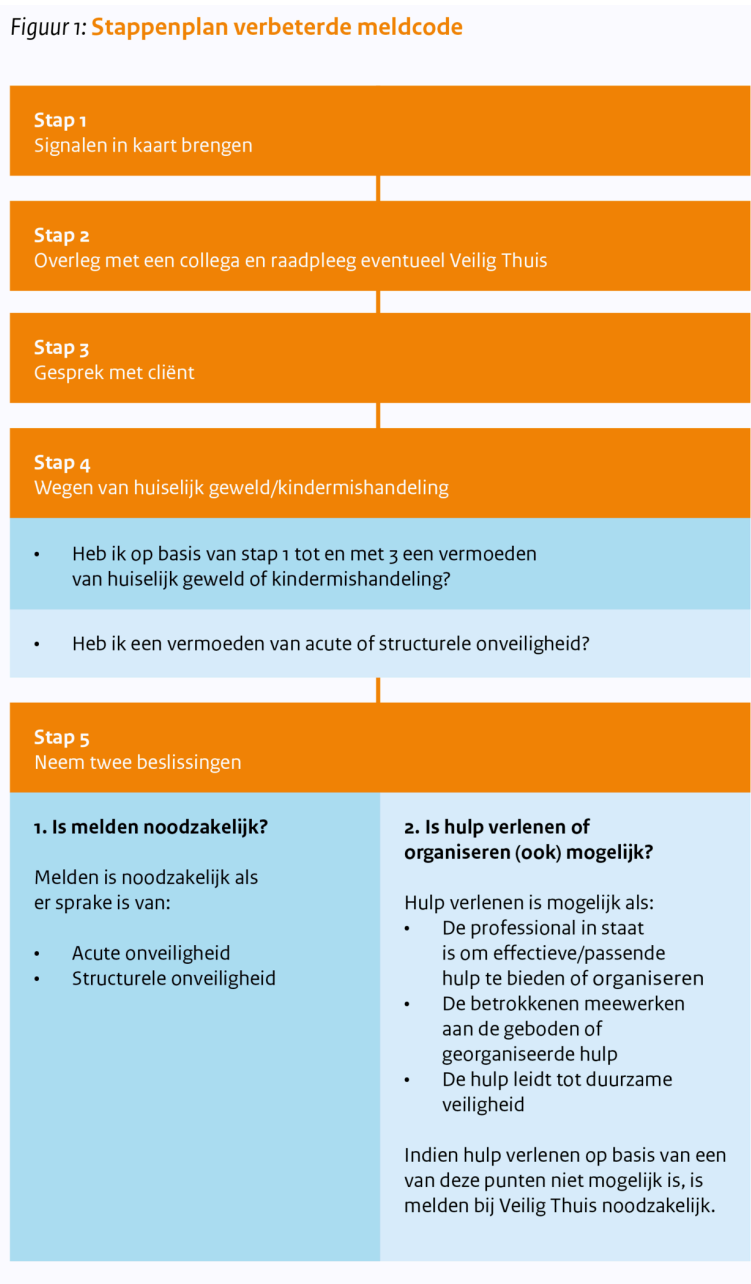 Figuur 1: Stappenplan verbeterde meldcode
Stap 1
Signalen in kaart brengen
Stap 2
Overleg met een collega en raadpleeg eventueel Veilig Thuis
Stap 3
Gesprek met cliënt
Stap 4
Wegen van huiselijk geweld/kindermishandeling
• Heb ik op basis van stap 1 tot en met 3 een vermoeden
van huiselijk geweld of kindermishandeling?
• Heb ik een vermoeden van acute of structurele onveiligheid?
Stap 5
Neem twee beslissingen
1. Is melden noodzakelijk?
Melden is noodzakelijk als
er sprake is van:
• Acute onveiligheid
• Structurele onveiligheid
2. Is hulp verlenen of
organiseren (ook) mogelijk?
Hulp verlenen is mogelijk als:
• De professional in staat
is om effectieve/passende
hulp te bieden of organiseren
• De betrokkenen meewerken
aan de geboden of
georganiseerde hulp
• De hulp leidt tot duurzame
veiligheid
Indien hulp verlenen op basis van een
van deze punten niet mogelijk is, is
melden bij Veilig Thuis noodzakelijk.